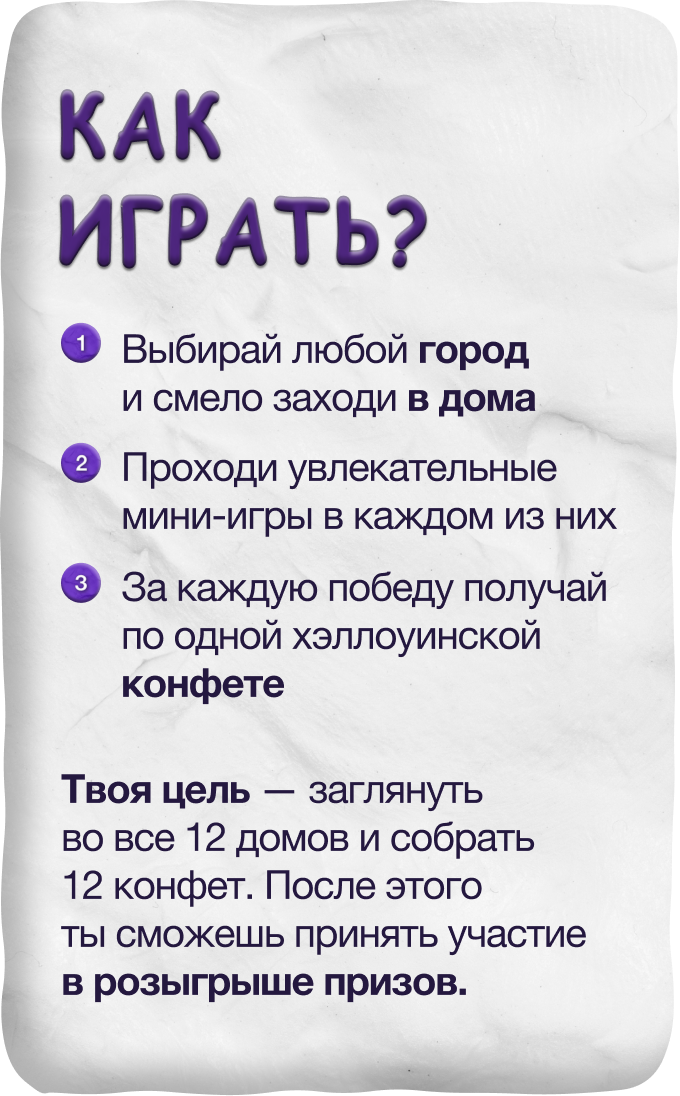 КАК
ИГРАТЬ?
1 Выбирай любой город
и смело заходи в дома
2 Проходи увлекательные
мини-игры в каждом из них
3 За каждую победу получай
по одной хэллоуинской
конфете
Твоя цель — заглянуть
во все 12 домов и собрать
12 конфет. После этого
ты сможешь принять участие
в розыгрыше призов.